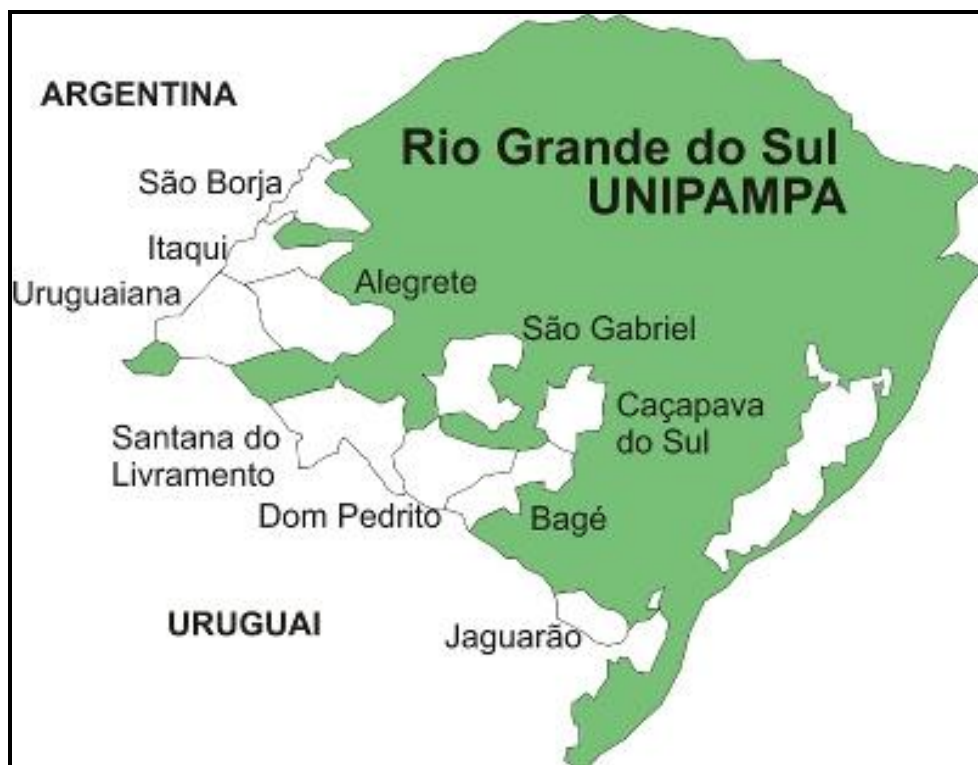 ARGENTINA
Rio Grande do Sul
UNIPAMPA
São Borja
Itaqui
Uruguaiana
Alegrete
São Gabriel
Caçapava
do Sul
Santana do
Livramento
Dom Pedrito
Bagé
URUGUAI
Jaguarão